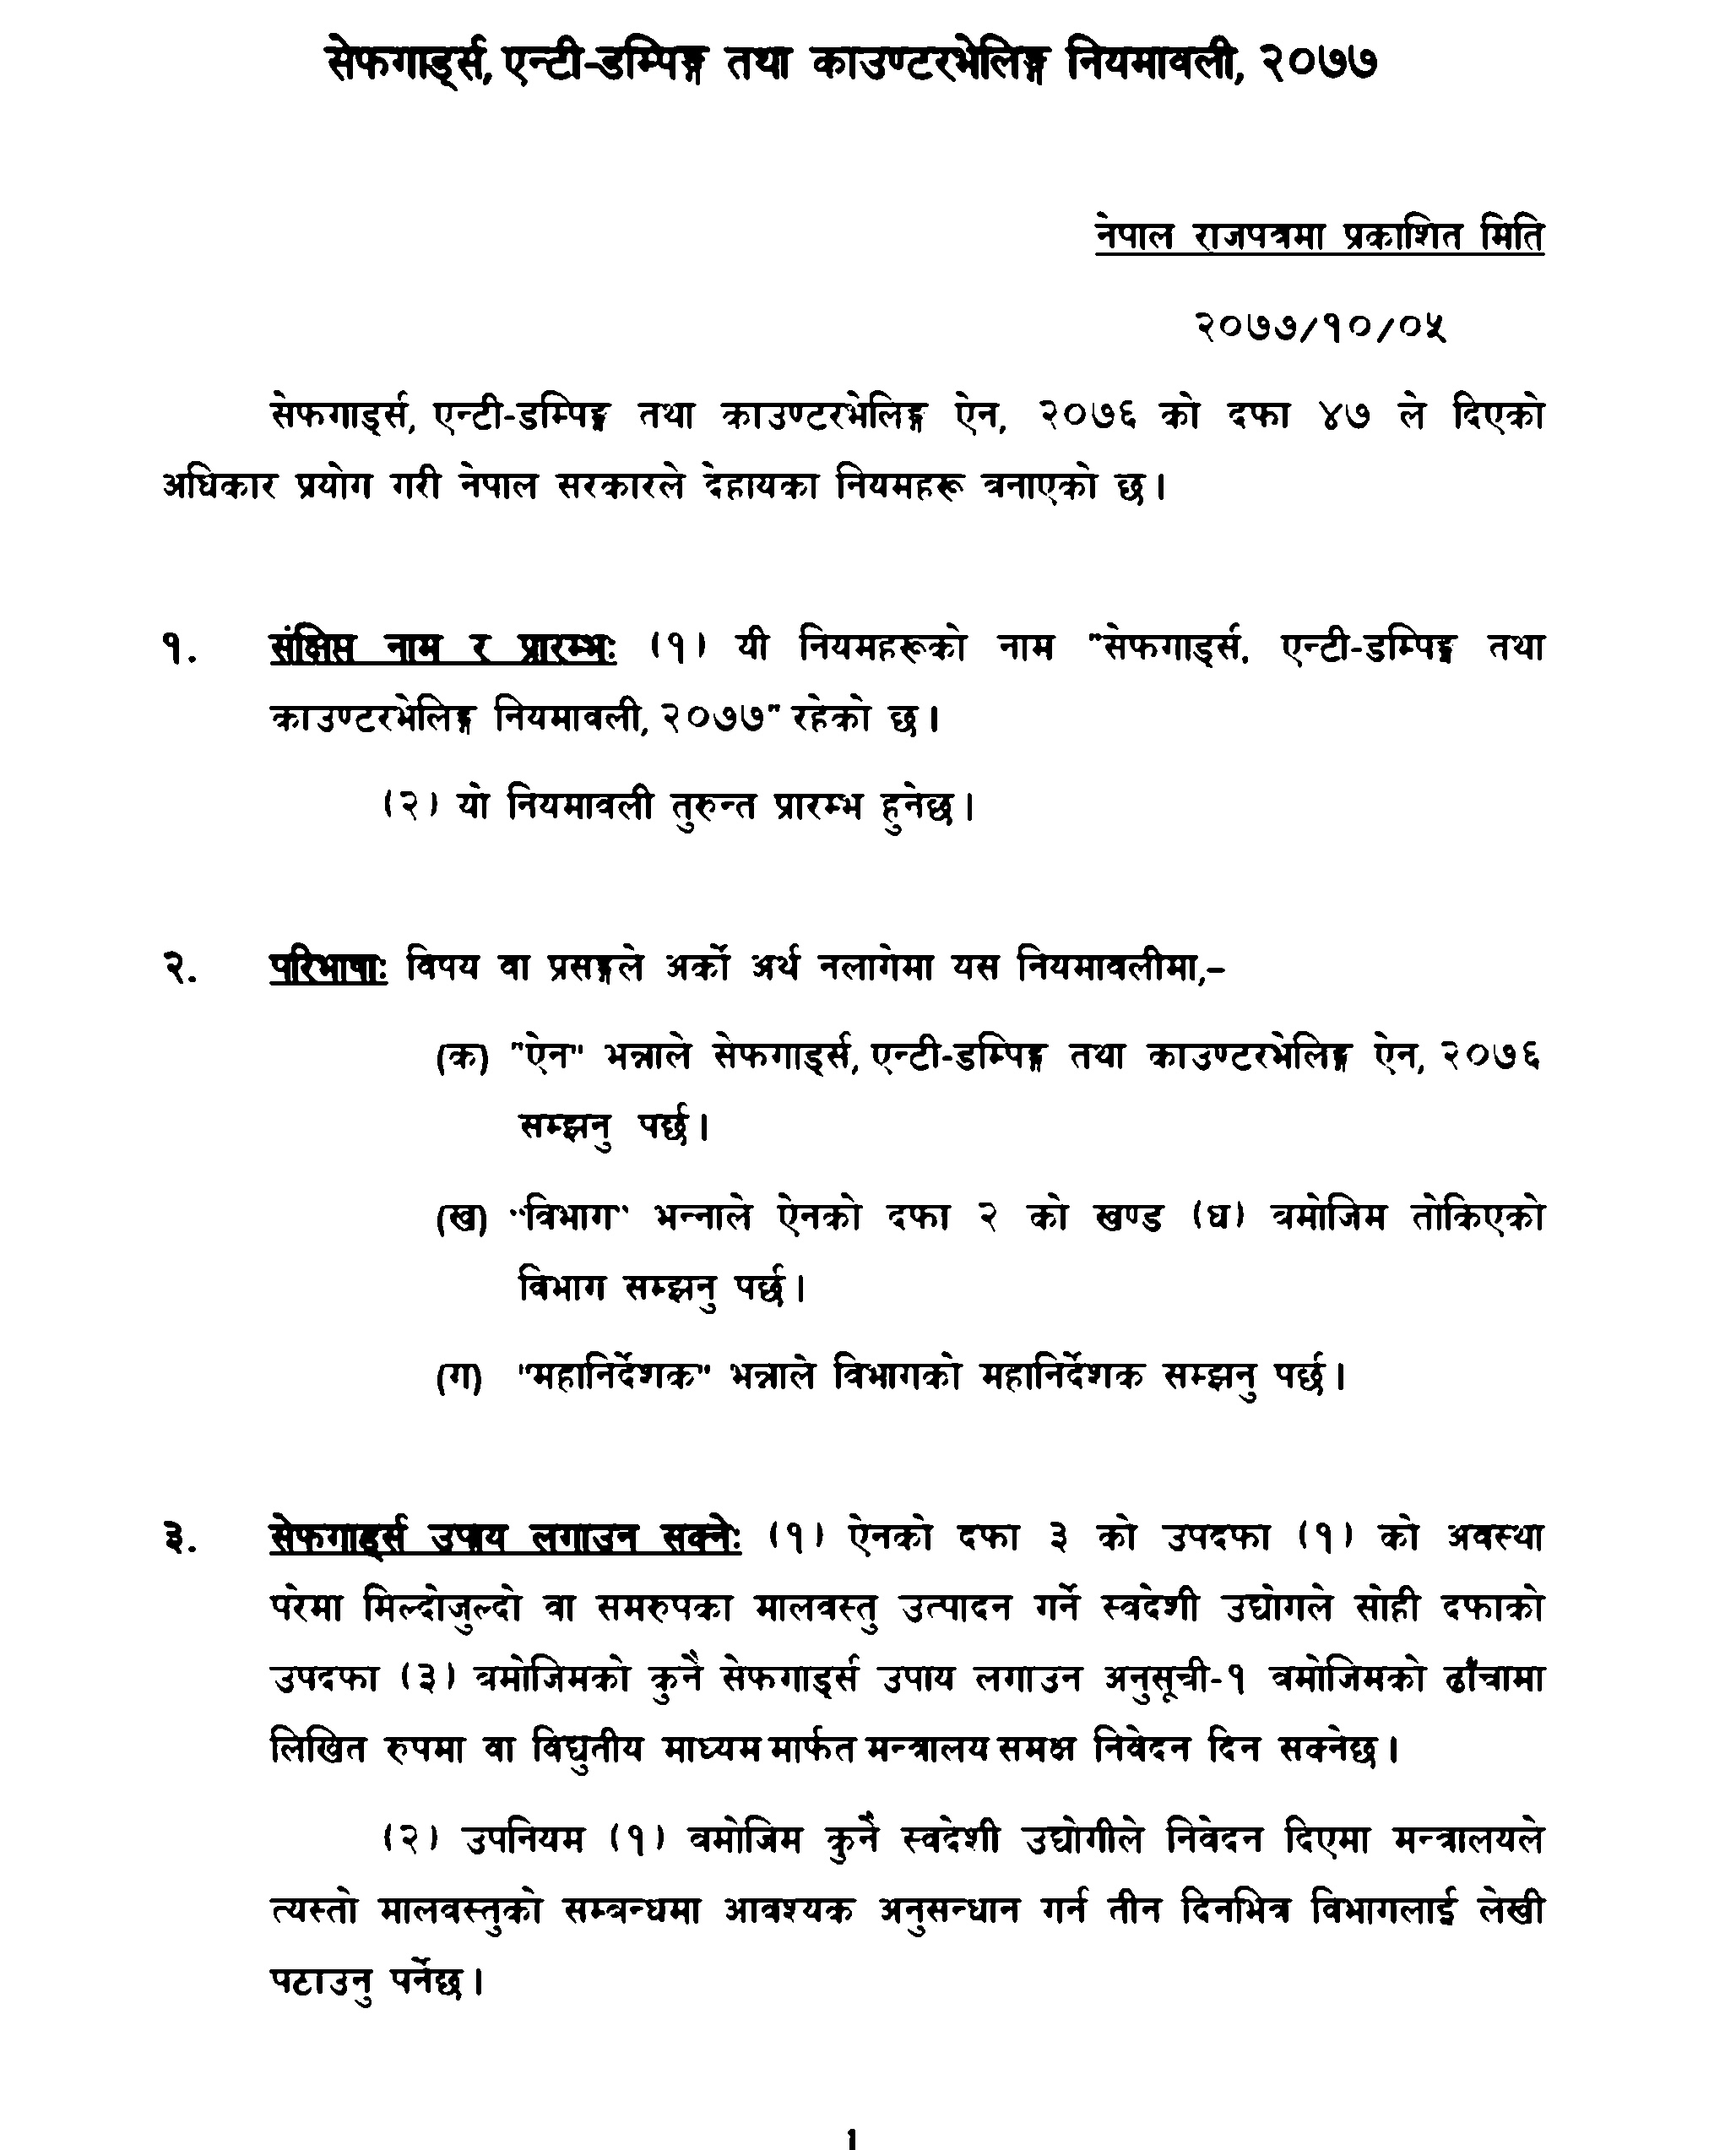 सेफगार्ड्स, एन्टी-डम्पिङ्ग तथा काउण्टरभेलिङ्ग नियमावली, २०७७
नेपाल राजपत्रमा प्रकाशित मिति
२०७७/१०/०५
सेफगार्ड्स, एन्टी-डम्पिङ्ग तथा काउण्टरभेलिङ्ग ऐन, २०७६ को दफा ४७ ले दिएको
अधिकार प्रयोग गरी नेपाल सरकारले देहायका नियमहरू बनाएको छ।
१. संक्षिप्त नाम र प्रारम्भः (१) यी नियमहरूको नाम "सेफगार्ड्स, एन्टी-डम्पिङ्ग तथा
काउण्टरभेलिङ्ग नियमावली, २०७७" रहेको छ।
(२) यो नियमावली तुरुन्त प्रारम्भ हुनेछ।
२. परिभाषाः विषय वा प्रसङ्गले अर्को अर्थ नलागेमा यस नियमावलीमा,–
(क) "ऐन" भन्नाले सेफगार्ड्स, एन्टी-डम्पिङ्ग तथा काउण्टरभेलिङ्ग ऐन, २०७६
सम्झनु पर्छ।
(ख) "विभाग" भन्नाले ऐनको दफा २ को खण्ड (ध) बमोजिम तोकिएको
विभाग सम्झनु पर्छ।
(ग) "महानिर्देशक" भन्नाले विभागको महानिर्देशक सम्झनु पर्छ।
३. सेफगार्ड्स उपाय लगाउन सक्नेः (१) ऐनको दफा ३ को उपदफा (१) को अवस्था
परेमा मिल्दोजुल्दो वा समरुपका मालवस्तु उत्पादन गर्ने स्वदेशी उद्योगले सोही दफाको
उपदफा (३) बमोजिमको कुनै सेफगार्ड्स उपाय लगाउन अनुसूची-१ बमोजिमको ढाँचामा
लिखित रुपमा वा विद्युतीय माध्यम मार्फत मन्त्रालय समक्ष निवेदन दिन सक्नेछ।
(२) उपनियम (१) बमोजिम कुनै स्वदेशी उद्योगीले निवेदन दिएमा मन्त्रालयले
त्यस्तो मालवस्तुको सम्बन्धमा आवश्यक अनुसन्धान गर्न तीन दिनभित्र विभागलाई लेखी
पठाउनु पर्नेछ।
1